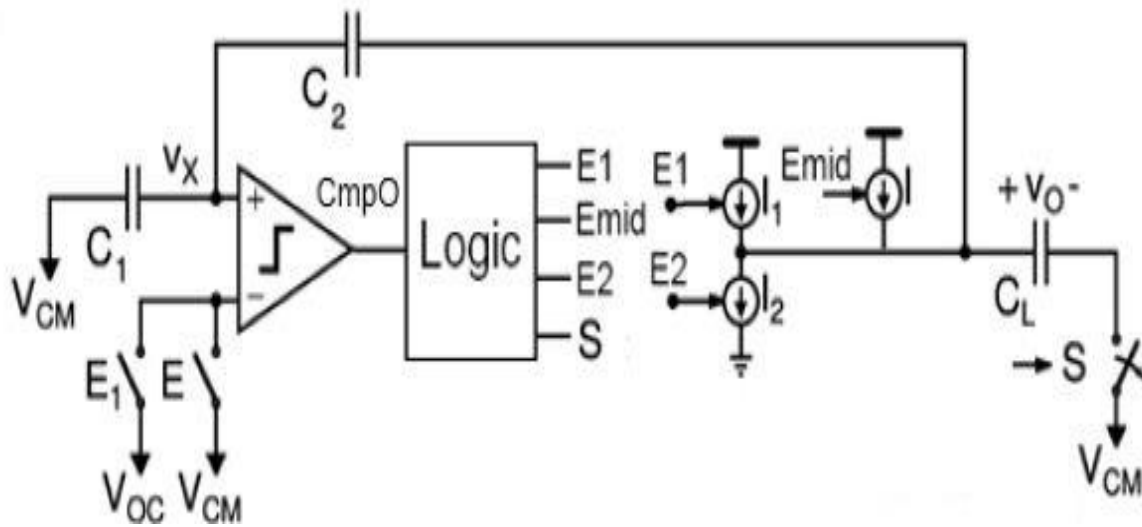 C2
vX
C1
VCM
+
−
CmpO
Logic
E1
Emid
E2
S
E1
E
VOC
VCM
E1
I1
E2
I2
Emid
I
+ vO -
CL
S
VCM